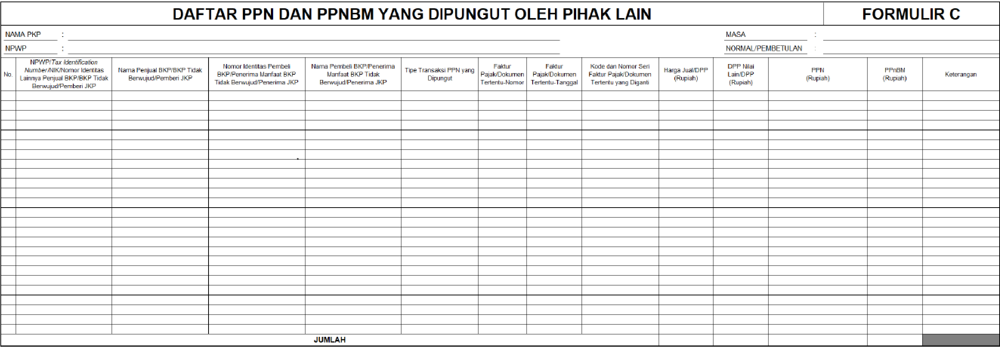 DAFTAR PPN DAN PPNBM YANG DIPUNGUT OLEH PIHAK LAIN
FORMULIR C
NAMA PKP :
MASA :
NPWP :
NORMAL/PEMBETULAN :
No.
NPWP/Tax Identification
Number/NIK/Nomor Identitas
Lainnya Penjual BKP/BKP Tidak
Berwujud/Pemberi JKP
Nama Penjual BKP/BKP Tidak
Berwujud/Pemberi JKP
Nomor Identitas Pembeli
BKP/Penerima Manfaat BKP
Tidak Berwujud/Penerima JKP
Nama Pembeli BKP/Penerima
Manfaat BKP Tidak
Berwujud/Penerima JKP
Tipe Transaksi PPN yang
Dipungut
Faktur
Pajak/Dokumen
Tertentu-Nomor
Faktur
Pajak/Dokumen
Tertentu-Tanggal
Kode dan Nomor Seri
Faktur Pajak/Dokumen
Tertentu yang Diganti
Harga Jual/DPP
(Rupiah)
DPP Nilai
Lain/DPP
(Rupiah)
PPN
(Rupiah)
PPnBM
(Rupiah)
Keterangan
JUMLAH